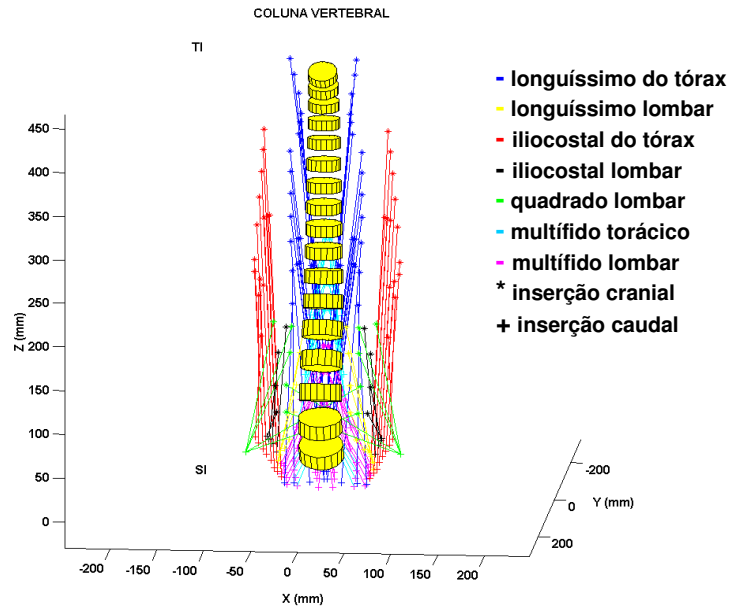 COLUNA VERTEBRAL
TI
- longuíssimo do tórax
- longuíssimo lombar
- iliocostal do tórax
- iliocostal lombar
- quadrado lombar
- multífido torácico
- multífido lombar
* inserção cranial
+ inserção caudal
450
400
350
300
250
200
150
100
50
0
Z (mm)
SI
-200
0
200
Y (mm)
-200 -150 -100 -50 0 50 100 150 200
X (mm)